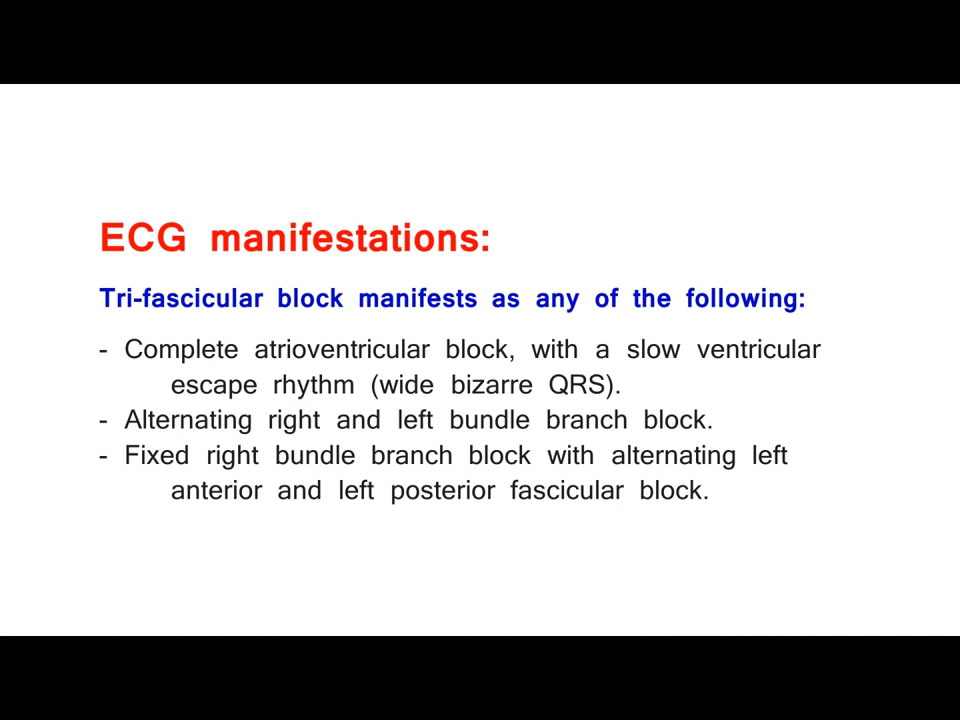 ECG manifestations:
Tri-fascicular block manifests as any of the following:
- Complete atrioventricular block, with a slow ventricular
escape rhythm (wide bizarre QRS).
- Alternating right and left bundle branch block.
- Fixed right bundle branch block with alternating left
anterior and left posterior fascicular block.